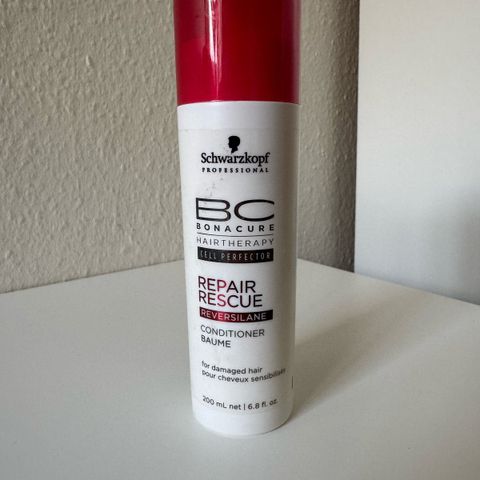 Schwarzkopf
PROFESSIONAL
BC
BONACURE
HAIRTHERAPY
CELL PERFECTOR
REPAIR
RESCUE
REVERSILANE
CONDITIONER
BAUME
for damaged hair
pour cheveux sensibilisés
200 mL net | 6.8 fl. oz.